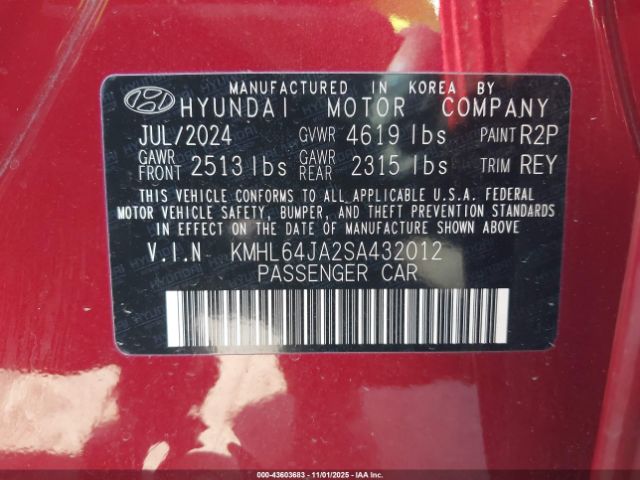 MANUFACTURED IN KOREA BY
HYUNDAI MOTOR COMPANY
JUL/2024 GVWR 4619 lbs PAINT R2P
GAWR FRONT 2513 lbs GAWR REAR 2315 lbs TRIM REY
THIS VEHICLE CONFORMS TO ALL APPLICABLE U.S.A. FEDERAL
MOTOR VEHICLE SAFETY, BUMPER, AND THEFT PREVENTION
STANDARDS IN EFFECT ON THE DATE OF MANUFACTURE SHOWN ABOVE.
V.I.N KMHL64JA2SA432012
PASSENGER CAR
000-43603683 - 11/01/2025 - IAA Inc.